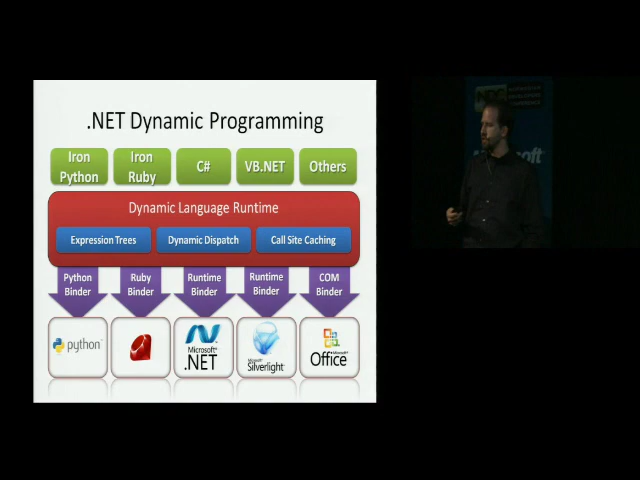 .NET Dynamic Programming
Iron Python
Iron Ruby
C#
VB.NET
Others
Dynamic Language Runtime
Expression Trees
Dynamic Dispatch
Call Site Caching
Python Binder
Ruby Binder
Runtime Binder
Runtime Binder
COM Binder
python
Microsoft
.NET
Microsoft
Silverlight
Microsoft
Office